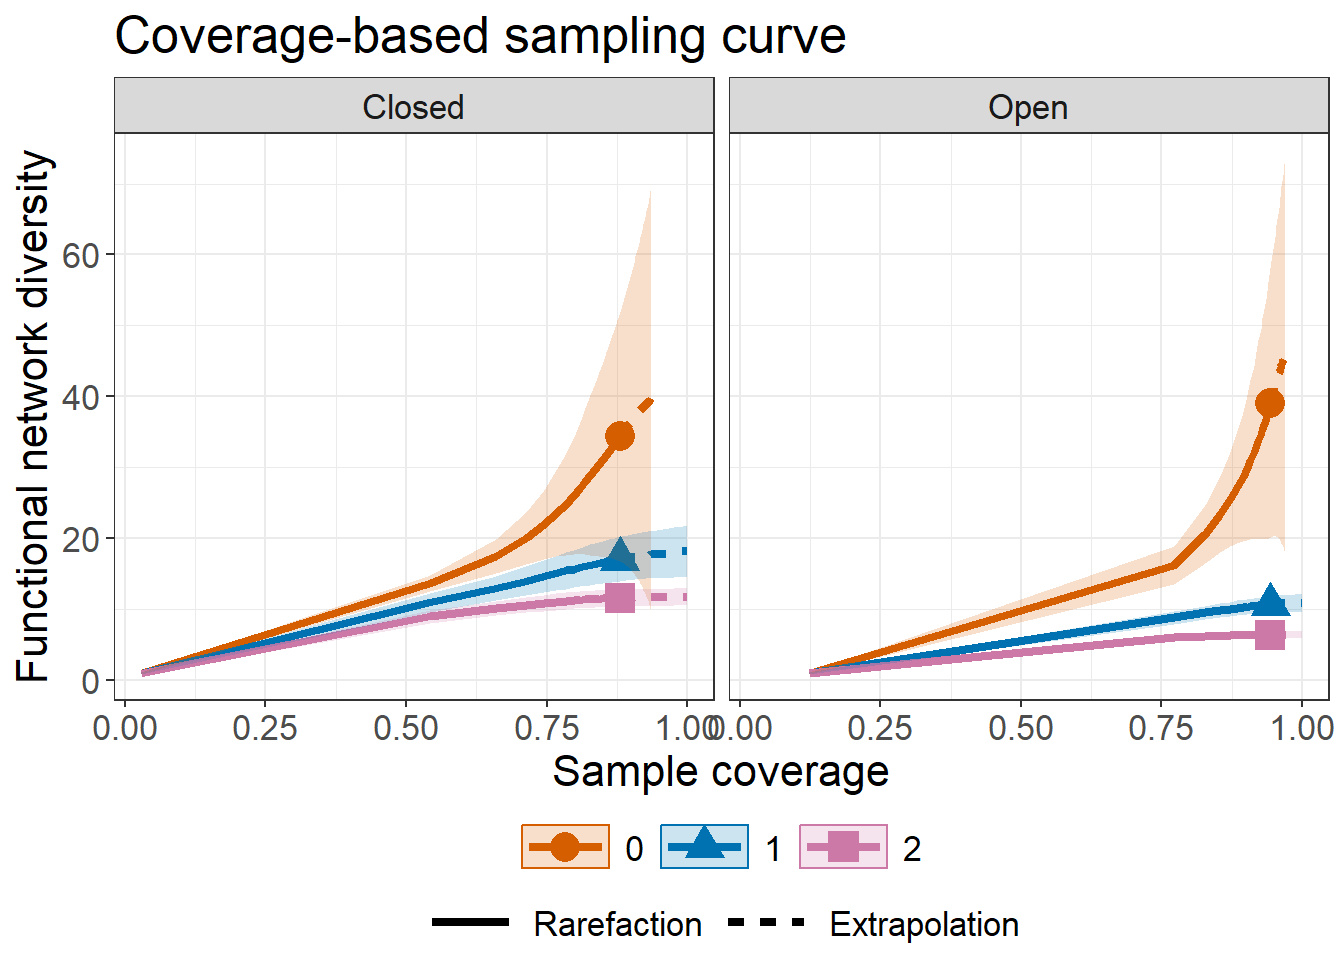 Coverage-based sampling curve
Closed
Open
Functional network diversity
60
40
20
0
0.00 0.25 0.50 0.75 1.00
0.00 0.25 0.50 0.75 1.00
Sample coverage
0 1 2
Rarefaction Extrapolation